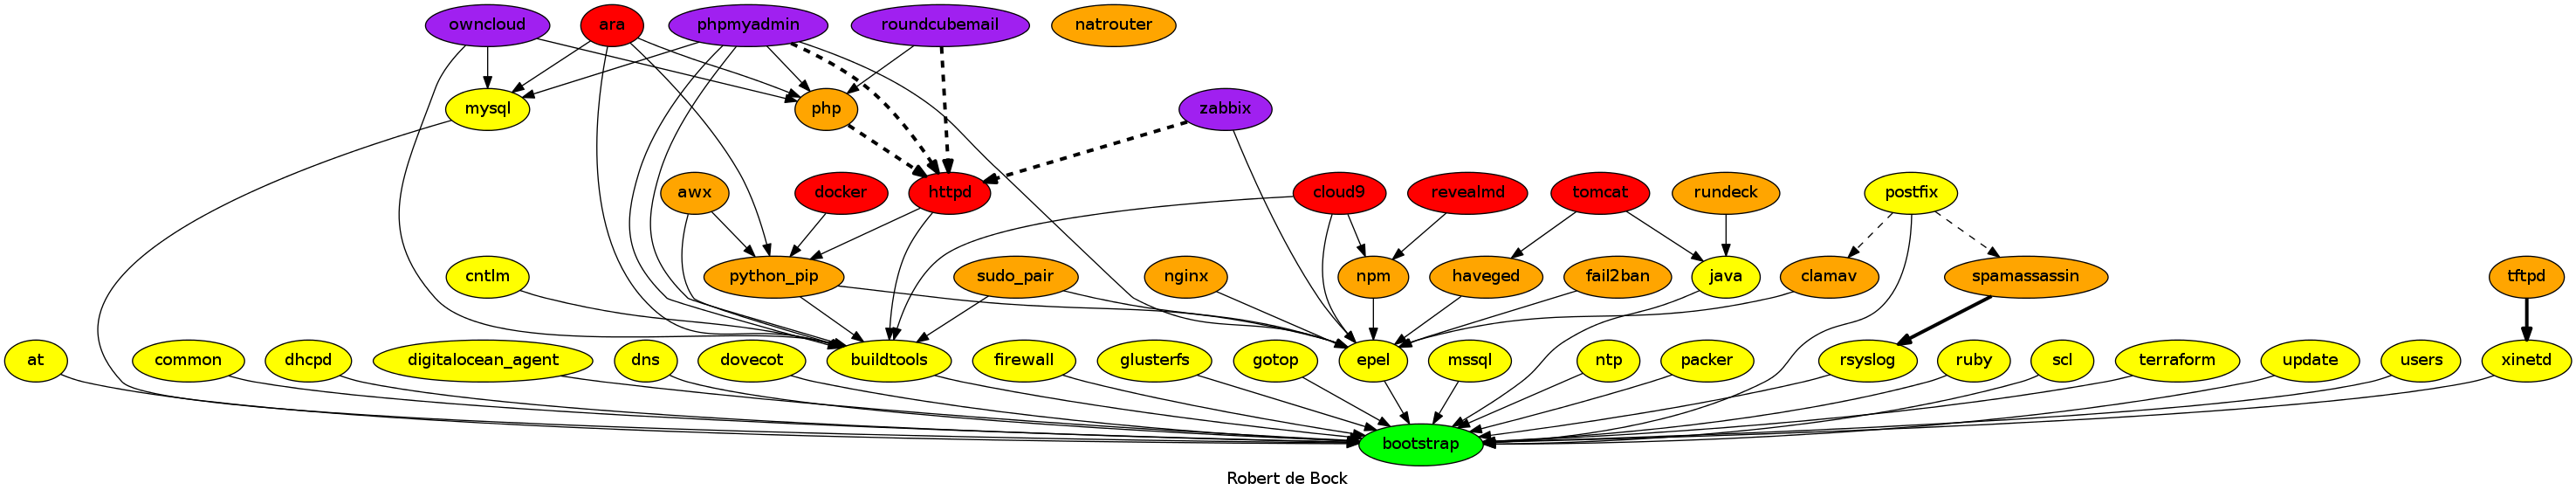 owncloud
ara
phpmyadmin
roundcubemail
natrouter
mysql
php
zabbix
awx
docker
httpd
cloud9
revealmd
tomcat
rundeck
postfix
cntlm
python_pip
sudo_pair
nginx
npm
haveged
fail2ban
java
clamav
spamassassin
tftpd
at
common
dhcpd
digitalocean_agent
dns
dovecot
buildtools
firewall
glusterfs
gotop
epel
mssql
ntp
packer
rsyslog
ruby
scl
terraform
update
users
xinetd
bootstrap
Robert de Bock